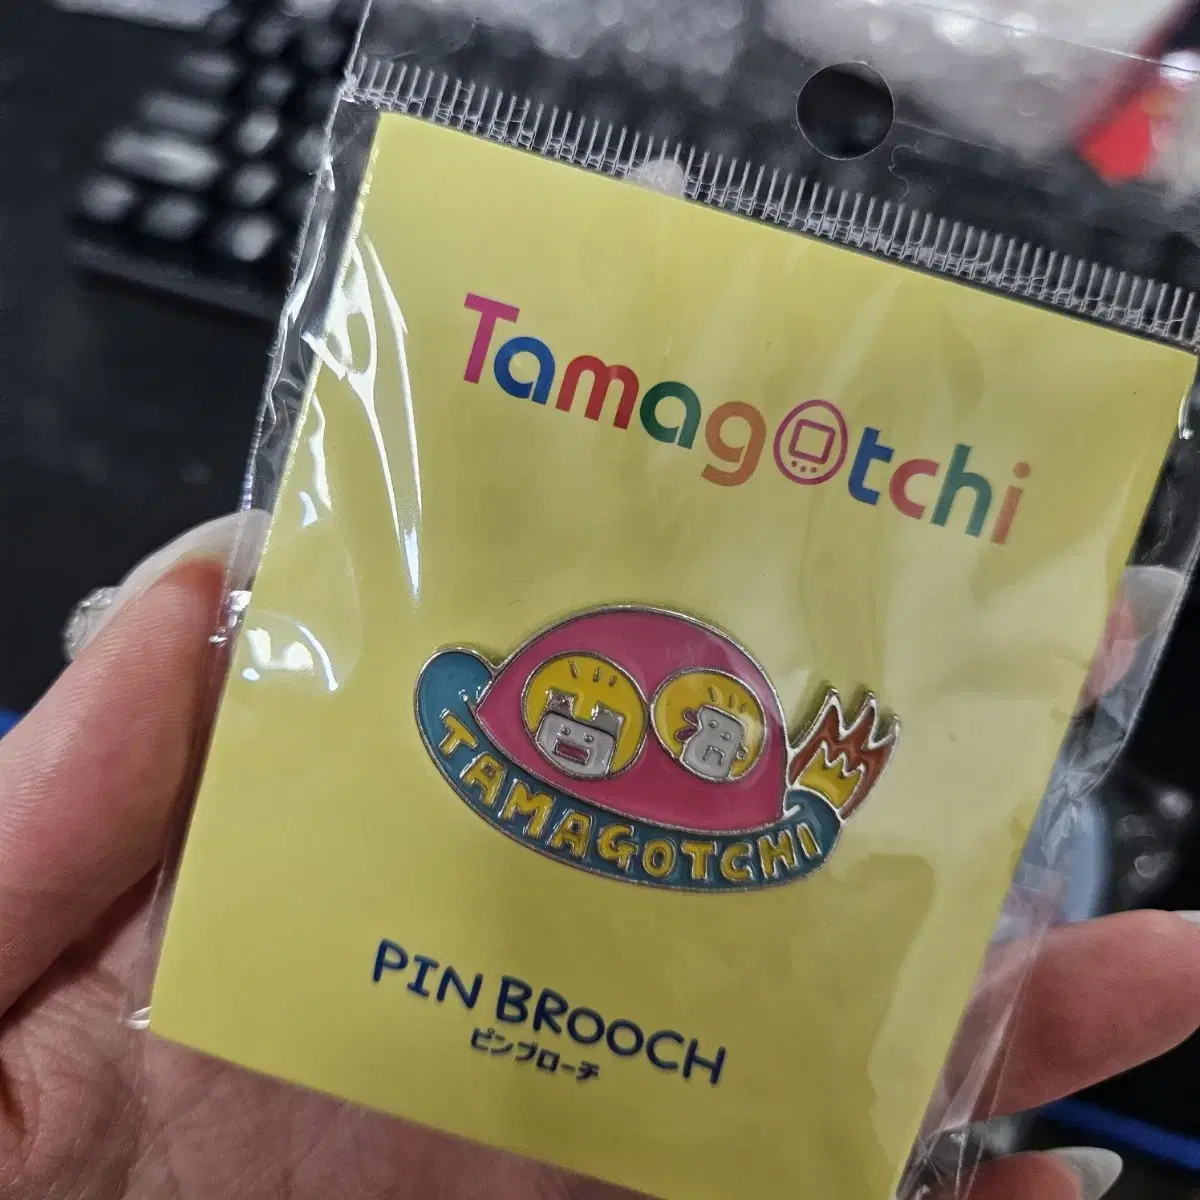 Tamagotchi
TAMAGOTCHI
PIN BROOCH
ピンブローチ